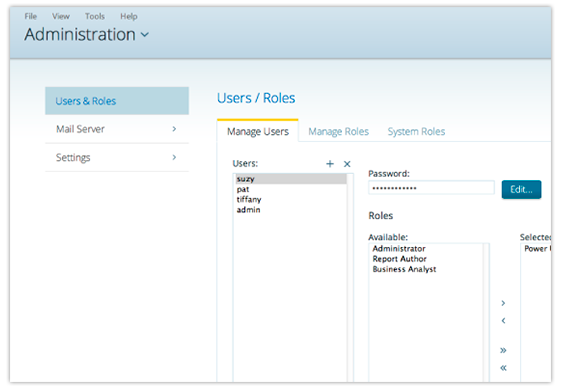 File View Tools Help
Administration
Users & Roles
Mail Server
Settings
Users / Roles
Manage Users Manage Roles System Roles
Users:
suzy
pat
tiffany
admin
Password:
************
Edit...
Roles
Available:
Administrator
Report Author
Business Analyst
Selected
Power